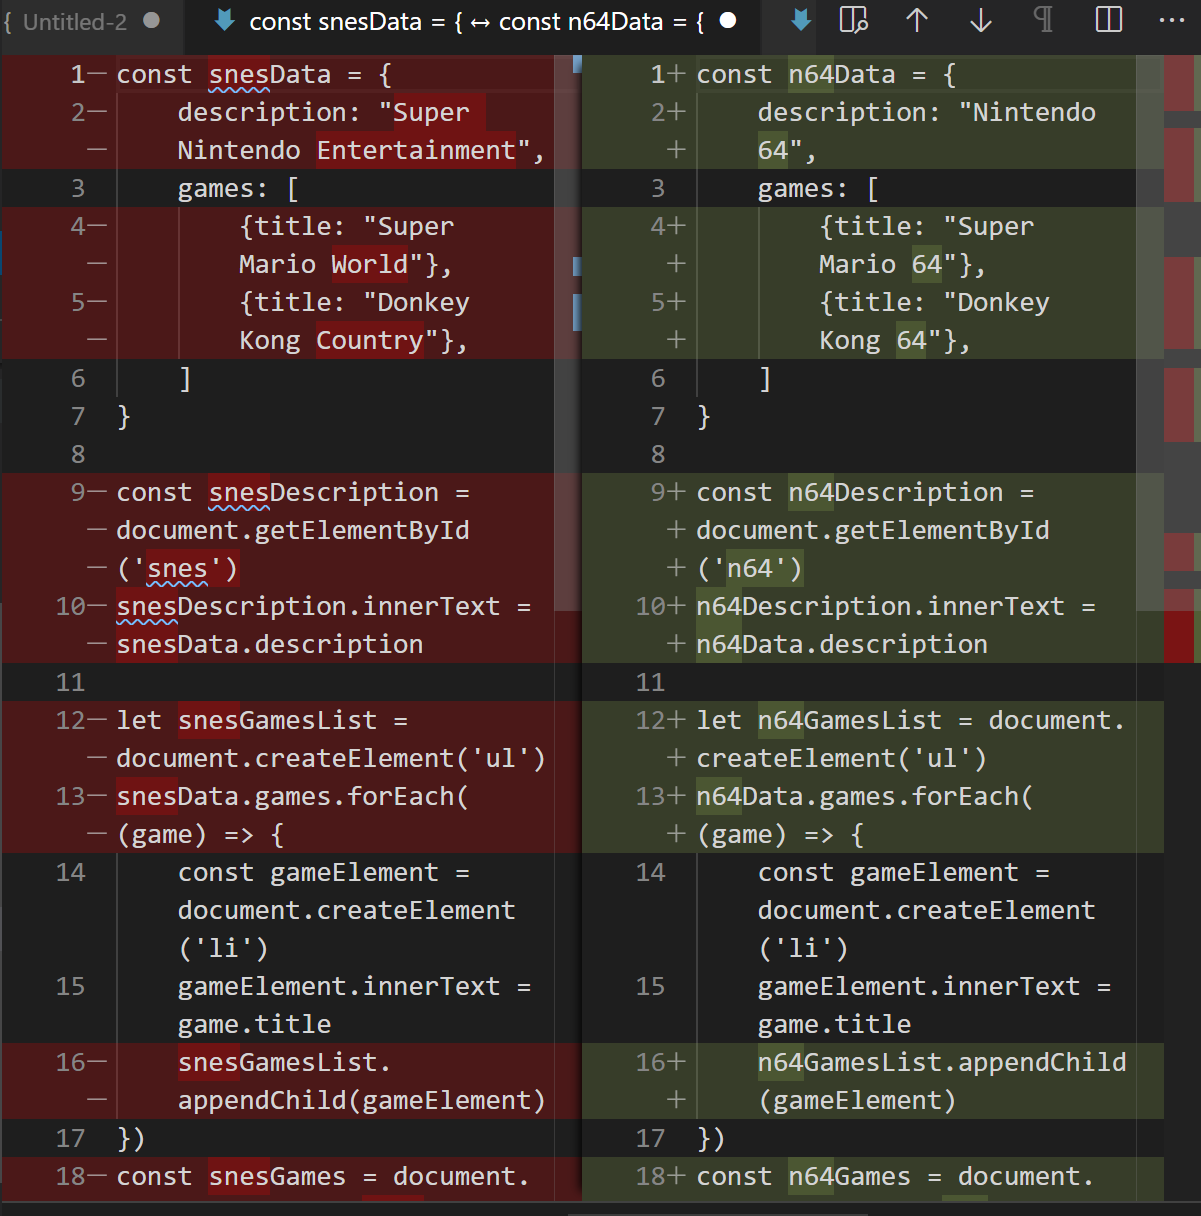 { Untitled-2
const snesData = { ↔ const n64Data = {
1— const snesData = {
2— description: "Super
— Nintendo Entertainment",
3 games: [
4— {title: "Super
— Mario World"},
5— {title: "Donkey
— Kong Country"},
6 ]
7 }
8
9— const snesDescription =
— document.getElementById
— ('snes')
10— snesDescription.innerText =
— snesData.description
11
12— let snesGamesList =
— document.createElement('ul')
13— snesData.games.forEach(
— (game) => {
14 const gameElement =
document.createElement
('li')
15 gameElement.innerText =
game.title
16— snesGamesList.
— appendChild(gameElement)
17 })
18— const snesGames = document.
1+ const n64Data = {
2+ description: "Nintendo
+ 64",
3 games: [
4+ {title: "Super
+ Mario 64"},
5+ {title: "Donkey
+ Kong 64"},
6 ]
7 }
8
9+ const n64Description =
+ document.getElementById
+ ('n64')
10+ n64Description.innerText =
+ n64Data.description
11
12+ let n64GamesList = document.
+ createElement('ul')
13+ n64Data.games.forEach(
+ (game) => {
14 const gameElement =
document.createElement
('li')
15 gameElement.innerText =
game.title
16+ n64GamesList.appendChild
+ (gameElement)
17 })
18+ const n64Games = document.